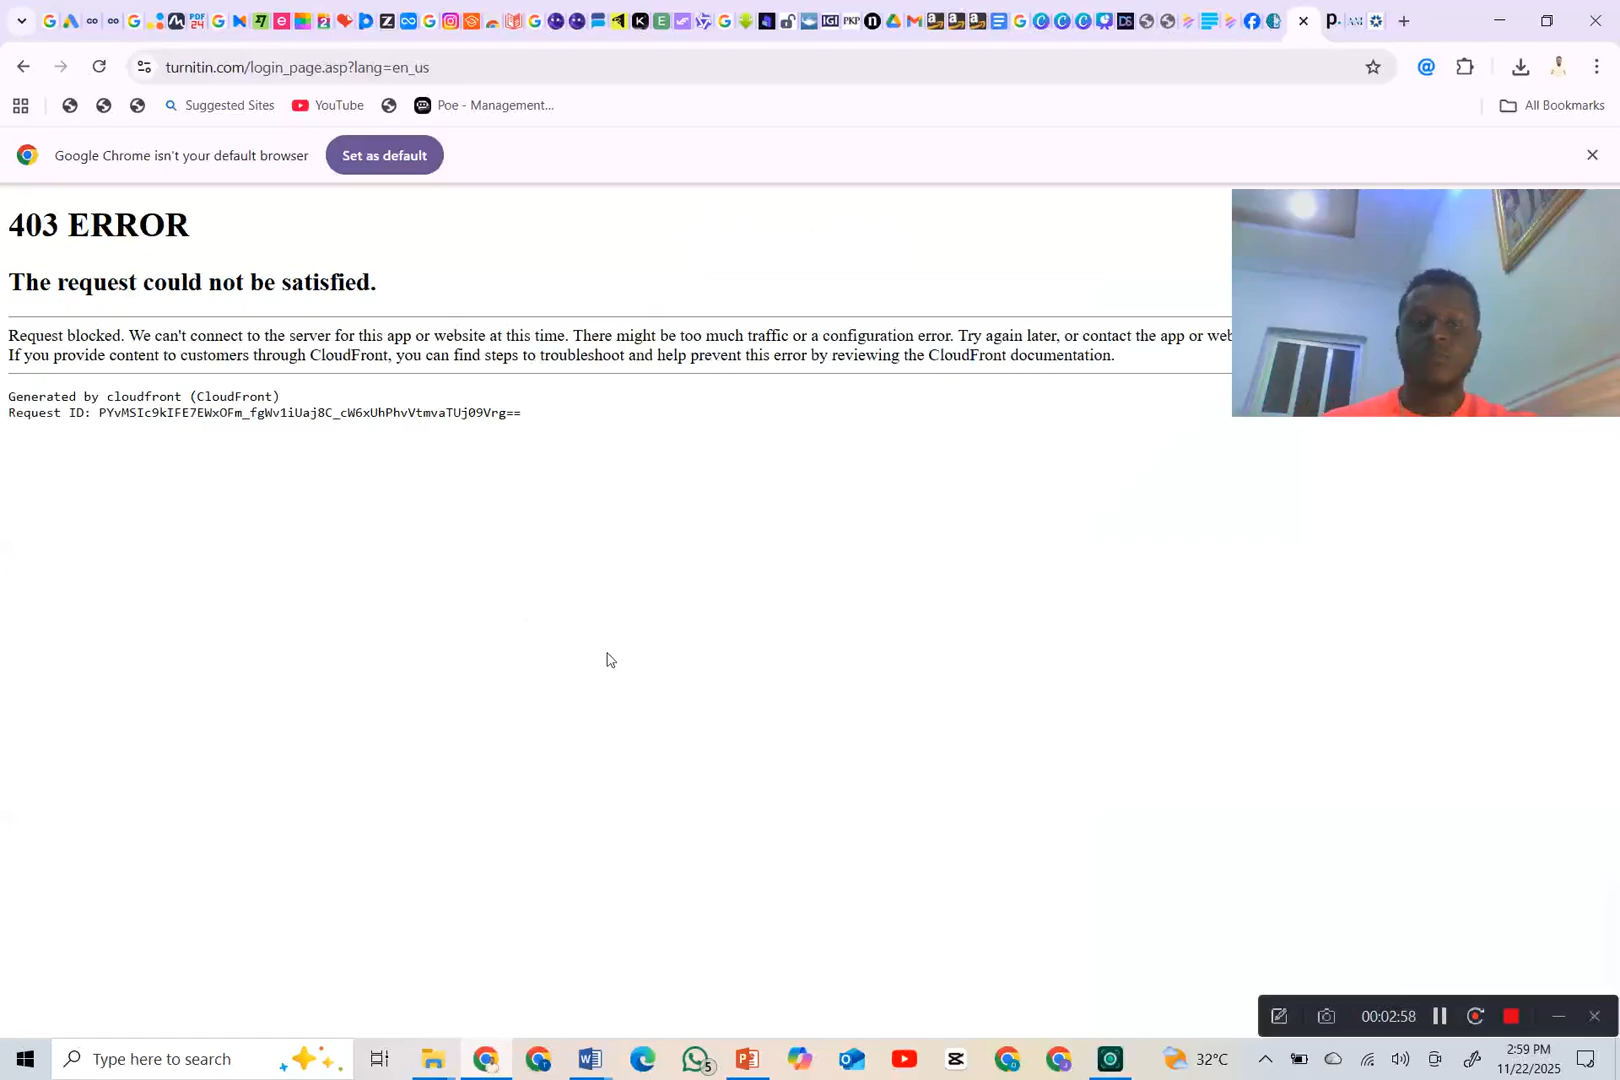 turnitin.com/login_page.asp?lang=en_us
Suggested Sites
YouTube
Poe - Management...
All Bookmarks
Google Chrome isn't your default browser
Set as default
403 ERROR
The request could not be satisfied.
Request blocked. We can't connect to the server for this app or website at this time. There might be too much traffic or a configuration error. Try again later, or contact the app or
If you provide content to customers through CloudFront, you can find steps to troubleshoot and help prevent this error by reviewing the CloudFront documentation.
Generated by cloudfront (CloudFront)
Request ID: PYvMSIc9kIFE7EWxOFm_fgWv1iUaj8C_cW6xUhPhvVtmvaTUj09Vrg==
00:02:58
Type here to search
5
32°C
2:59 PM
11/22/2025